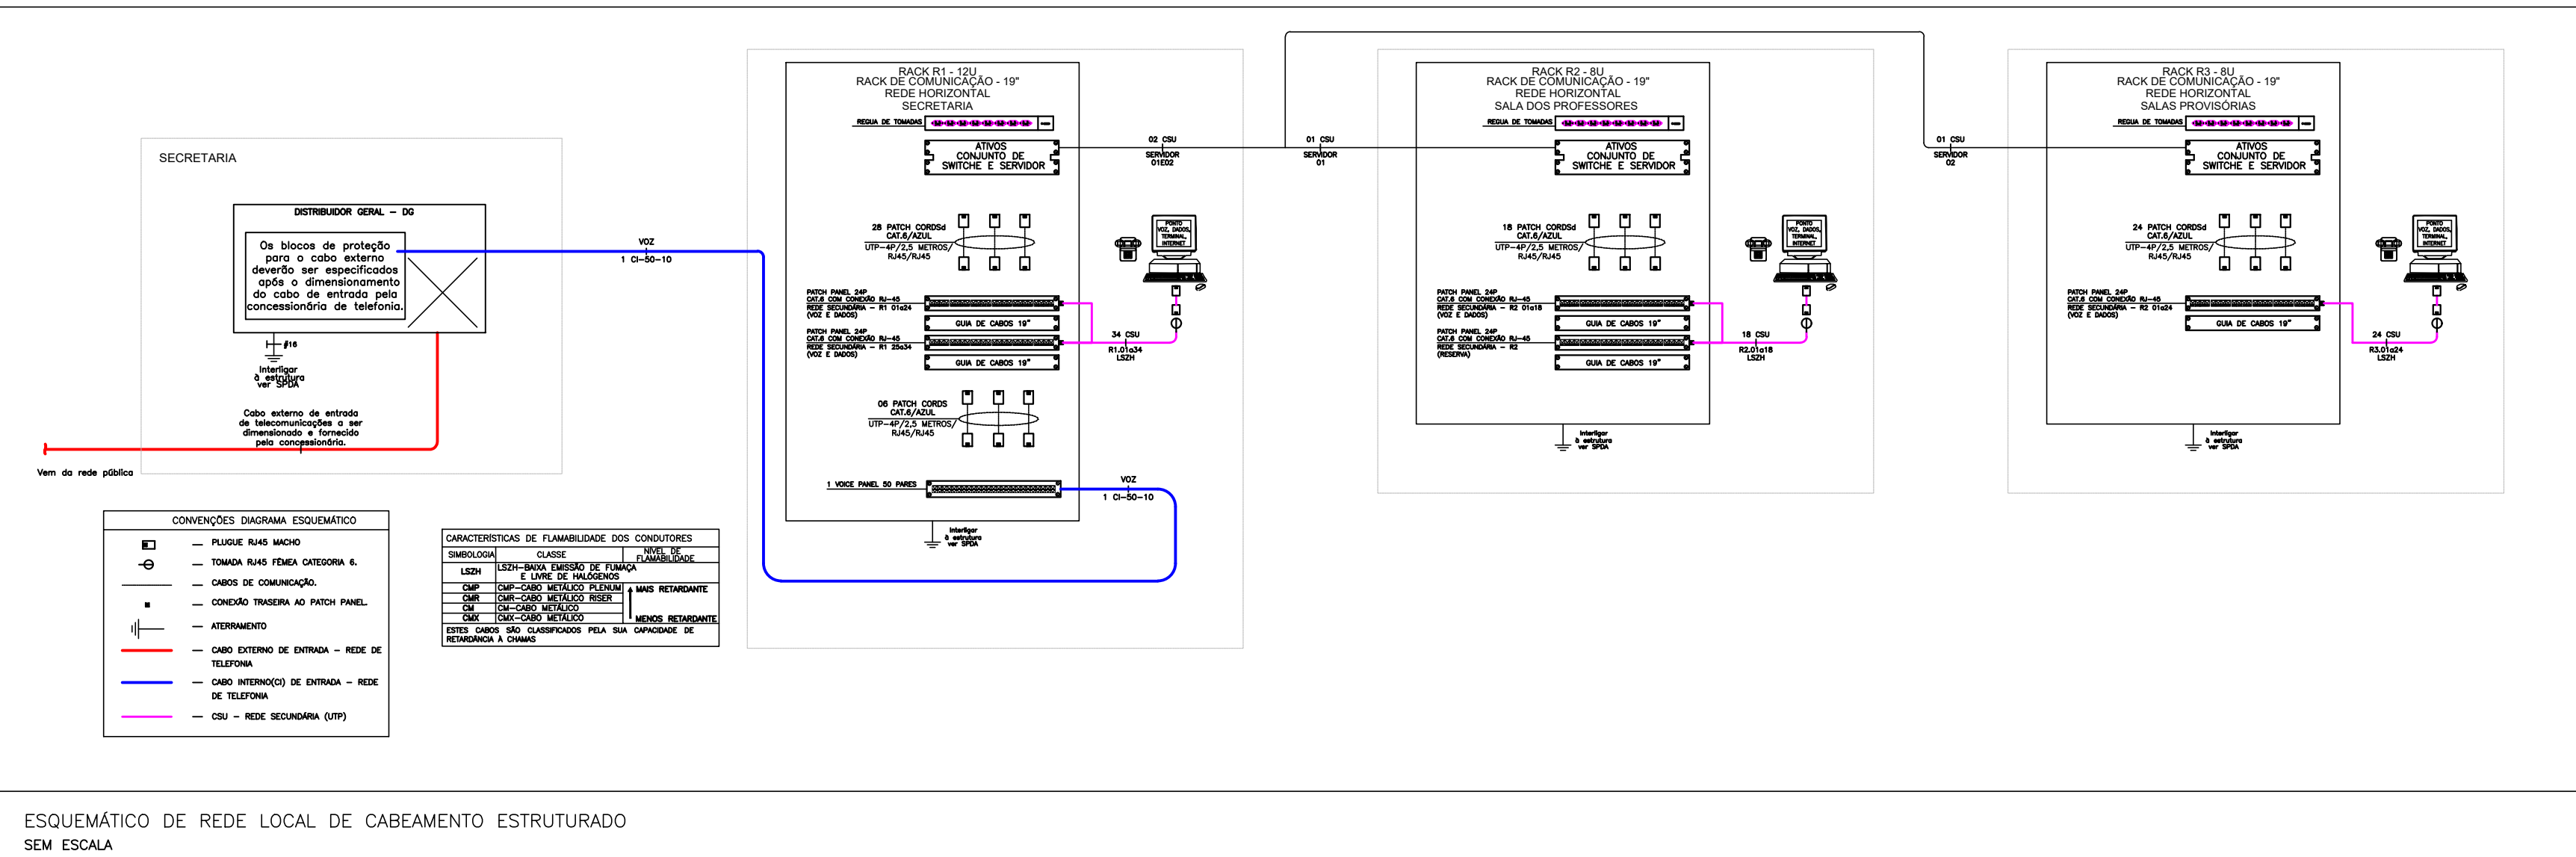 SECRETARIA
DISTRIBUIDOR GERAL – DG
Os blocos de proteção
para o cabo externo
deverão ser especificados
após o dimensionamento
do cabo de entrada pela
concessionária de telefonia.
#16
Interligar
à estrutura
ver SPDA
Cabo externo de entrada
de telecomunicações a ser
dimensionado e fornecido
pela concessionária.
Vem da rede pública
VOZ
1 CI-50-10
RACK R1 - 12U
RACK DE COMUNICAÇÃO - 19"
REDE HORIZONTAL
SECRETARIA
REGUA DE TOMADAS
ATIVOS
CONJUNTO DE
SWITCHE E SERVIDOR
28 PATCH CORDSd
CAT.6/AZUL
UTP-4P/2,5 METROS/
RJ45/RJ45
PONTO
VOZ, DADOS,
TERMINAL,
INTERNET
PATCH PANEL 24P
CAT.6 COM CONEXÃO RJ-45
REDE SECUNDÁRIA – R1 01a24
(VOZ E DADOS)
GUIA DE CABOS 19"
PATCH PANEL 24P
CAT.6 COM CONEXÃO RJ-45
REDE SECUNDÁRIA – R1 25a34
(VOZ E DADOS)
GUIA DE CABOS 19"
34 CSU
R1.01a34
LSZH
06 PATCH CORDS
CAT.6/AZUL
UTP-4P/2,5 METROS/
RJ45/RJ45
1 VOICE PANEL 50 PARES
VOZ
1 CI-50-10
Interligar
à estrutura
ver SPDA
02 CSU
SERVIDOR
01E02
01 CSU
SERVIDOR
01
RACK R2 - 8U
RACK DE COMUNICAÇÃO - 19"
REDE HORIZONTAL
SALA DOS PROFESSORES
REGUA DE TOMADAS
ATIVOS
CONJUNTO DE
SWITCHE E SERVIDOR
18 PATCH CORDSd
CAT.6/AZUL
UTP-4P/2,5 METROS/
RJ45/RJ45
PONTO
VOZ, DADOS,
TERMINAL,
INTERNET
PATCH PANEL 24P
CAT.6 COM CONEXÃO RJ-45
REDE SECUNDÁRIA – R2 01a18
(VOZ E DADOS)
GUIA DE CABOS 19"
PATCH PANEL 24P
CAT.6 COM CONEXÃO RJ-45
REDE SECUNDÁRIA – R2
(RESERVA)
GUIA DE CABOS 19"
18 CSU
R2.01a18
LSZH
Interligar
à estrutura
ver SPDA
01 CSU
SERVIDOR
02
RACK R3 - 8U
RACK DE COMUNICAÇÃO - 19"
REDE HORIZONTAL
SALAS PROVISÓRIAS
REGUA DE TOMADAS
ATIVOS
CONJUNTO DE
SWITCHE E SERVIDOR
24 PATCH CORDSd
CAT.6/AZUL
UTP-4P/2,5 METROS/
RJ45/RJ45
PONTO
VOZ, DADOS,
TERMINAL,
INTERNET
PATCH PANEL 24P
CAT.6 COM CONEXÃO RJ-45
REDE SECUNDÁRIA – R2 01a24
(VOZ E DADOS)
GUIA DE CABOS 19"
24 CSU
R3.01a24
LSZH
Interligar
à estrutura
ver SPDA
CONVENÇÕES DIAGRAMA ESQUEMÁTICO
— PLUGUE RJ45 MACHO
— TOMADA RJ45 FÊMEA CATEGORIA 6.
— CABOS DE COMUNICAÇÃO.
— CONEXÃO TRASEIRA AO PATCH PANEL.
— ATERRAMENTO
— CABO EXTERNO DE ENTRADA – REDE DE
TELEFONIA
— CABO INTERNO(CI) DE ENTRADA – REDE
DE TELEFONIA
— CSU – REDE SECUNDÁRIA (UTP)
CARACTERÍSTICAS DE FLAMABILIDADE DOS CONDUTORES
SIMBOLOGIA CLASSE NIVEL DE
FLAMABILIDADE
LSZH LSZH-BAIXA EMISSÃO DE FUMAÇA
E LIVRE DE HALÓGENOS
CMP CMP-CABO METÁLICO PLENUM MAIS RETARDANTE
CMR CMR-CABO METÁLICO RISER
CM CM-CABO METÁLICO
CMX CMX-CABO METÁLICO MENOS RETARDANTE
ESTES CABOS SÃO CLASSIFICADOS PELA SUA CAPACIDADE DE
RETARDÂNCIA À CHAMAS
ESQUEMÁTICO DE REDE LOCAL DE CABEAMENTO ESTRUTURADO
SEM ESCALA